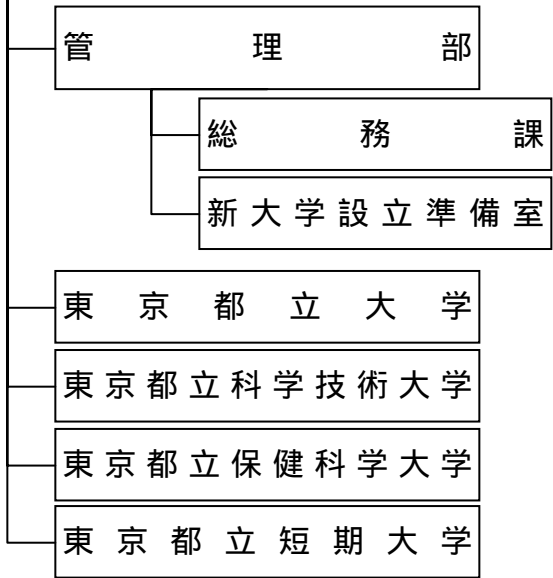 管理部
総務課
新大学設立準備室
東京都立大学
東京都立科学技術大学
東京都立保健科学大学
東京都立短期大学